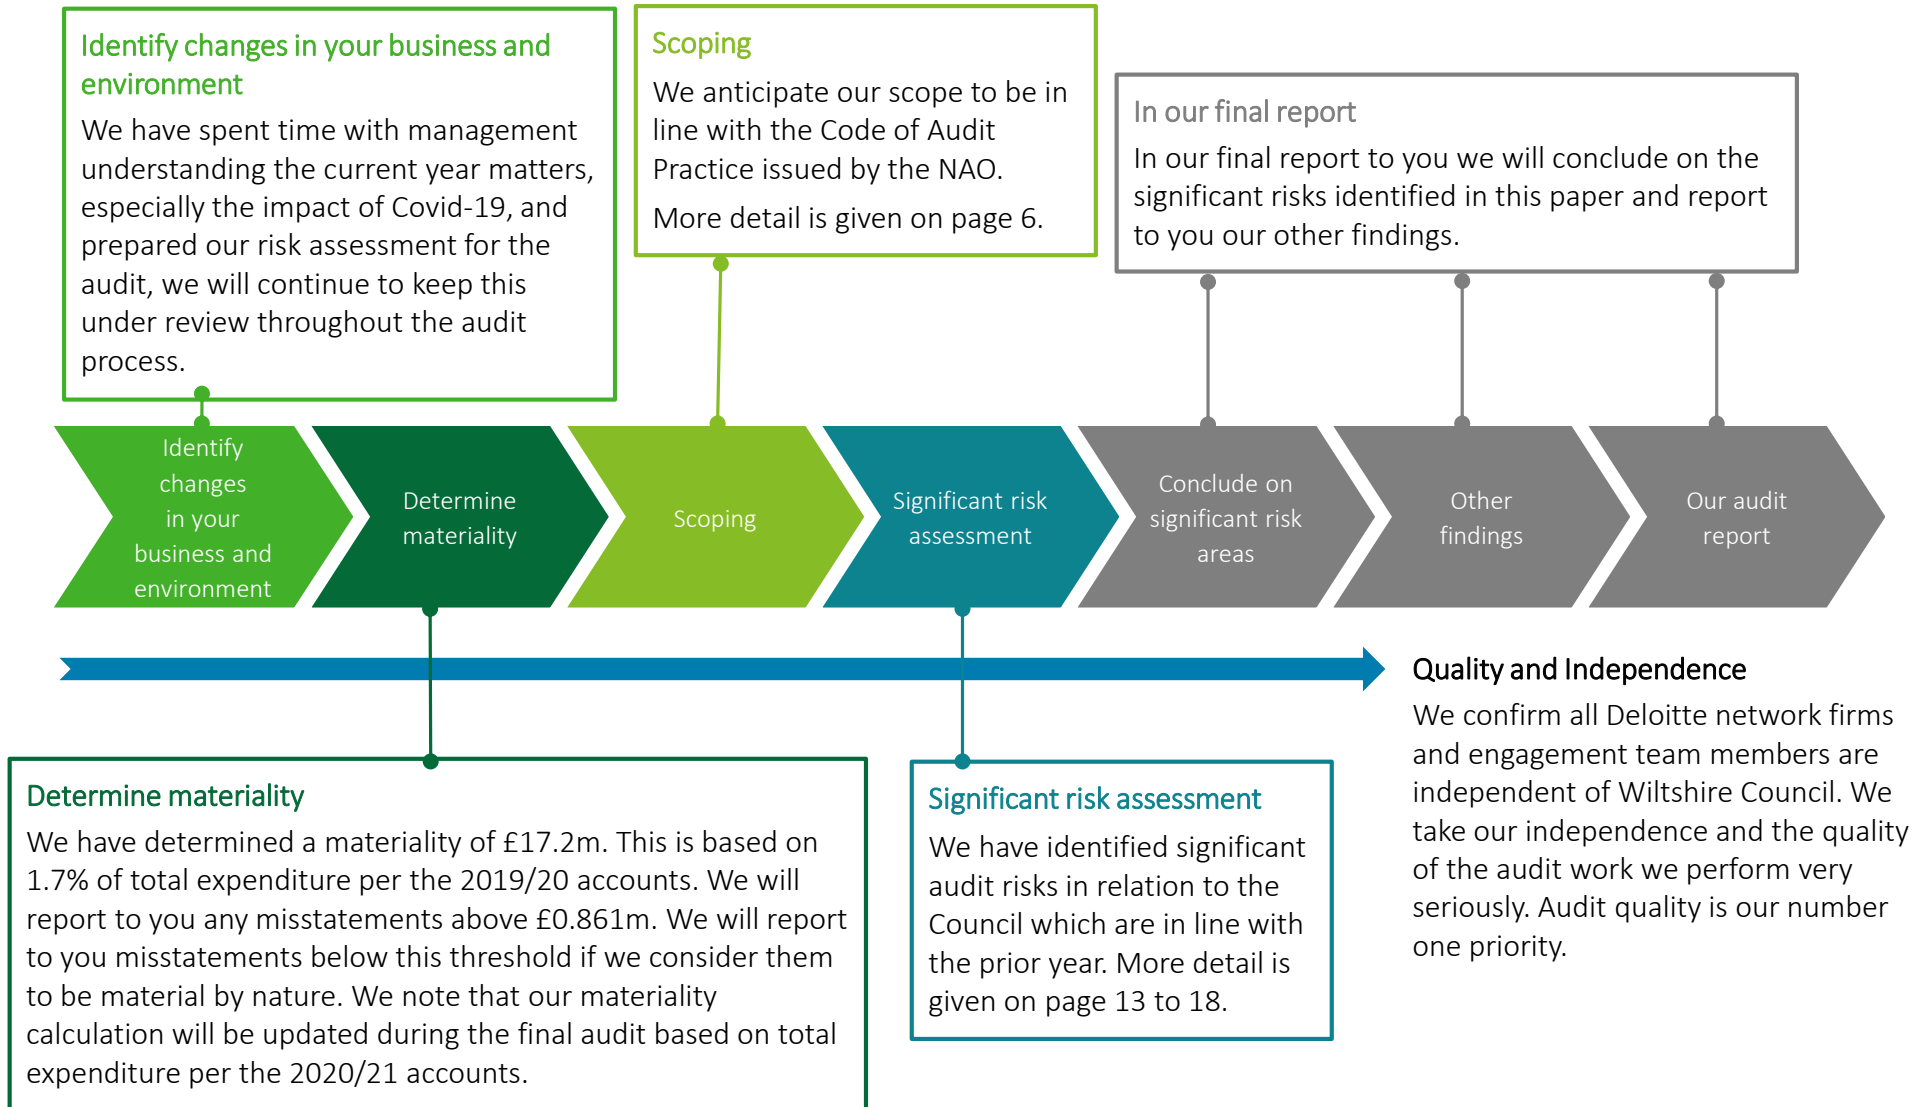 Identify changes in your business and
environment
We have spent time with management
understanding the current year matters,
especially the impact of Covid-19, and
prepared our risk assessment for the
audit, we will continue to keep this
under review throughout the audit
process.
Scoping
We anticipate our scope to be in
line with the Code of Audit
Practice issued by the NAO.
More detail is given on page 6.
In our final report
In our final report to you we will conclude on the
significant risks identified in this paper and report
to you our other findings.
Identify
changes
in your
business and
environment
Determine
materiality
Scoping
Significant risk
assessment
Conclude on
significant risk
areas
Other
findings
Our audit
report
Determine materiality
We have determined a materiality of £17.2m. This is based on
1.7% of total expenditure per the 2019/20 accounts. We will
report to you any misstatements above £0.861m. We will report
to you misstatements below this threshold if we consider them
to be material by nature. We note that our materiality
calculation will be updated during the final audit based on total
expenditure per the 2020/21 accounts.
Significant risk assessment
We have identified significant
audit risks in relation to the
Council which are in line with
the prior year. More detail is
given on page 13 to 18.
Quality and Independence
We confirm all Deloitte network firms
and engagement team members are
independent of Wiltshire Council. We
take our independence and the quality
of the audit work we perform very
seriously. Audit quality is our number
one priority.